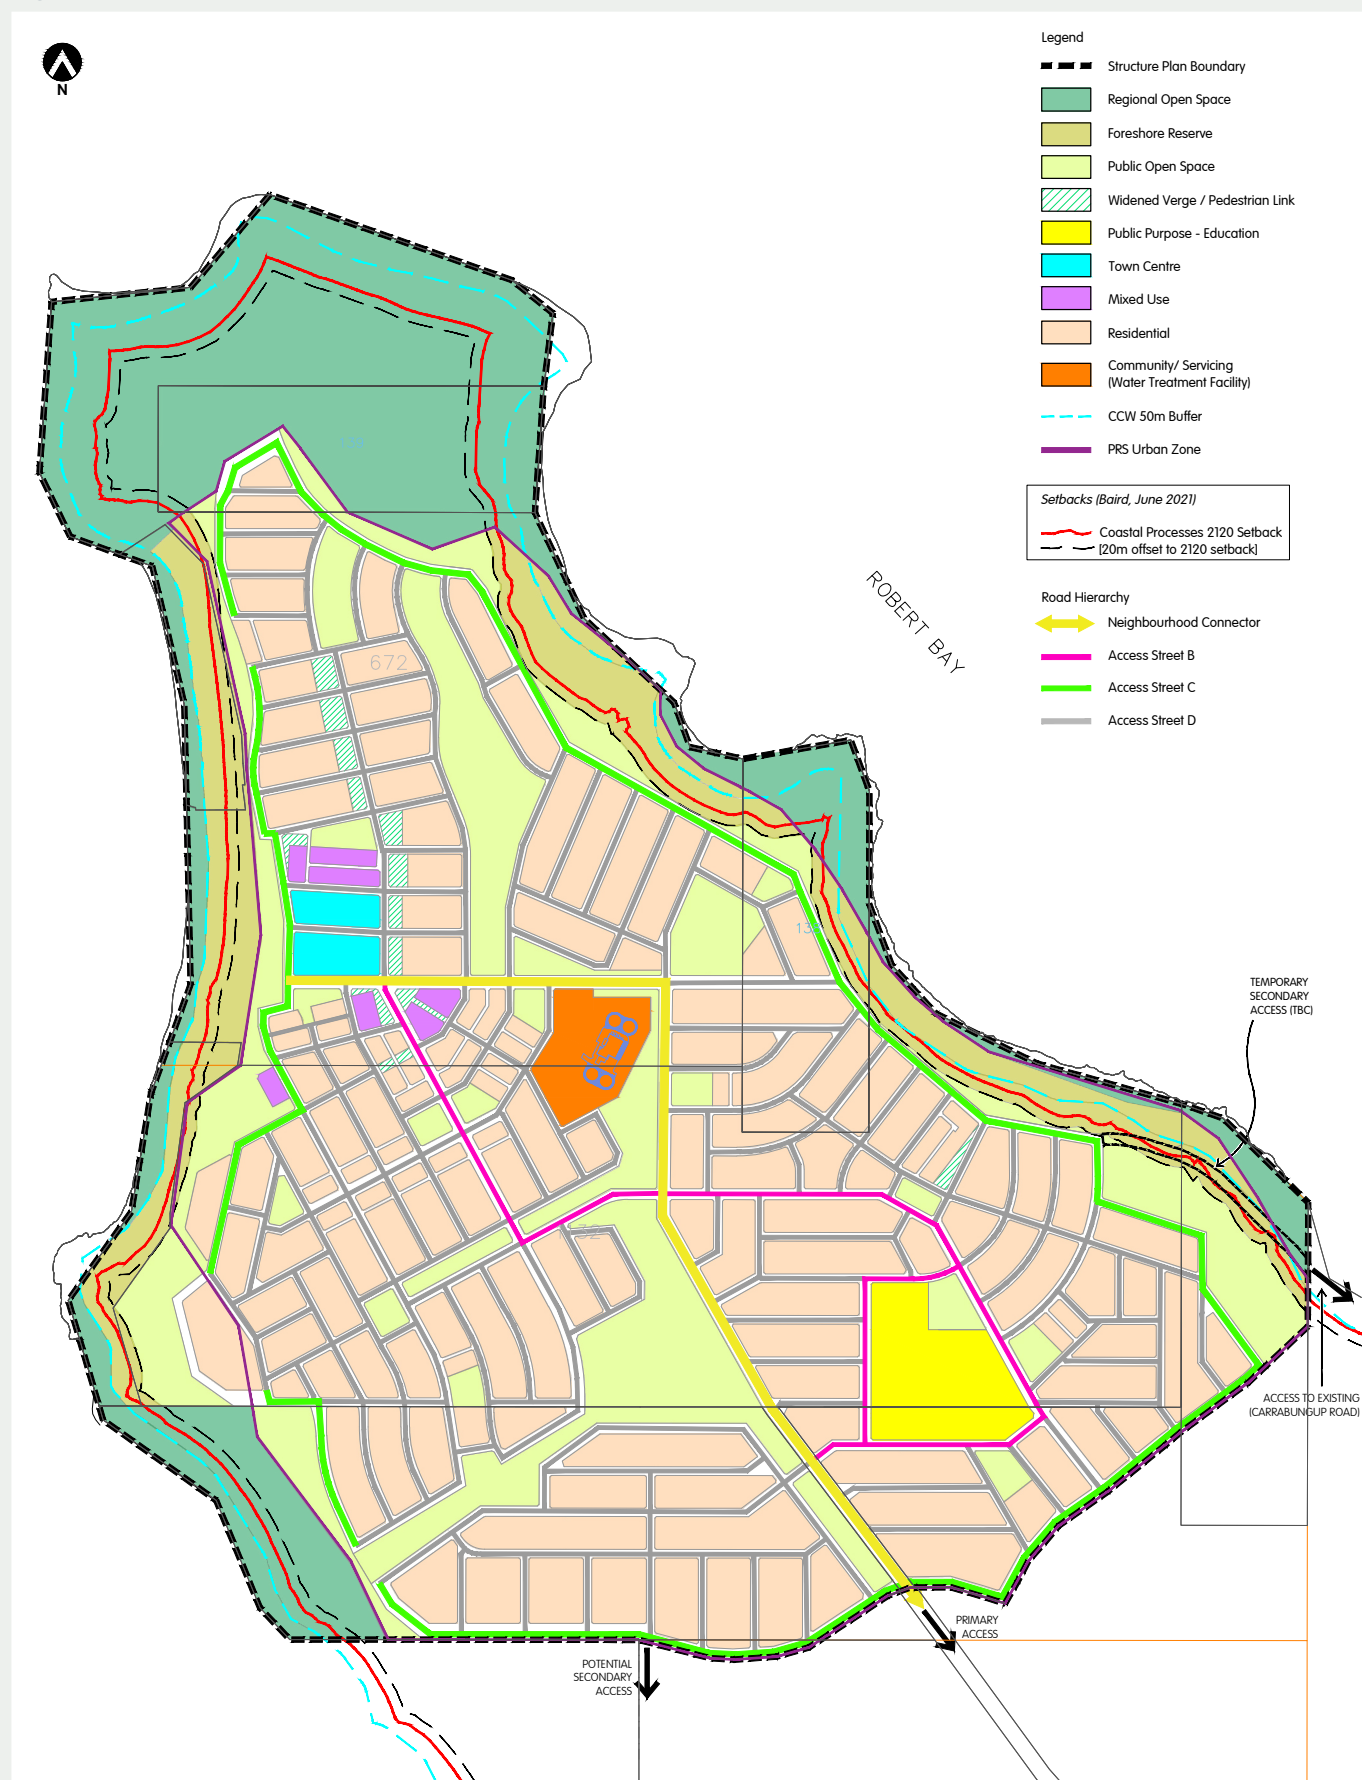 N
Legend
Structure Plan Boundary
Regional Open Space
Foreshore Reserve
Public Open Space
Widened Verge / Pedestrian Link
Public Purpose - Education
Town Centre
Mixed Use
Residential
Community/ Servicing
(Water Treatment Facility)
CCW 50m Buffer
PRS Urban Zone
Setbacks (Baird, June 2021)
Coastal Processes 2120 Setback
[20m offset to 2120 setback]
Road Hierarchy
Neighbourhood Connector
Access Street B
Access Street C
Access Street D
ROBERT BAY
672
TEMPORARY
SECONDARY
ACCESS (TBC)
ACCESS TO EXISTING
(CARRABUNGUP ROAD)
PRIMARY
ACCESS
POTENTIAL
SECONDARY
ACCESS